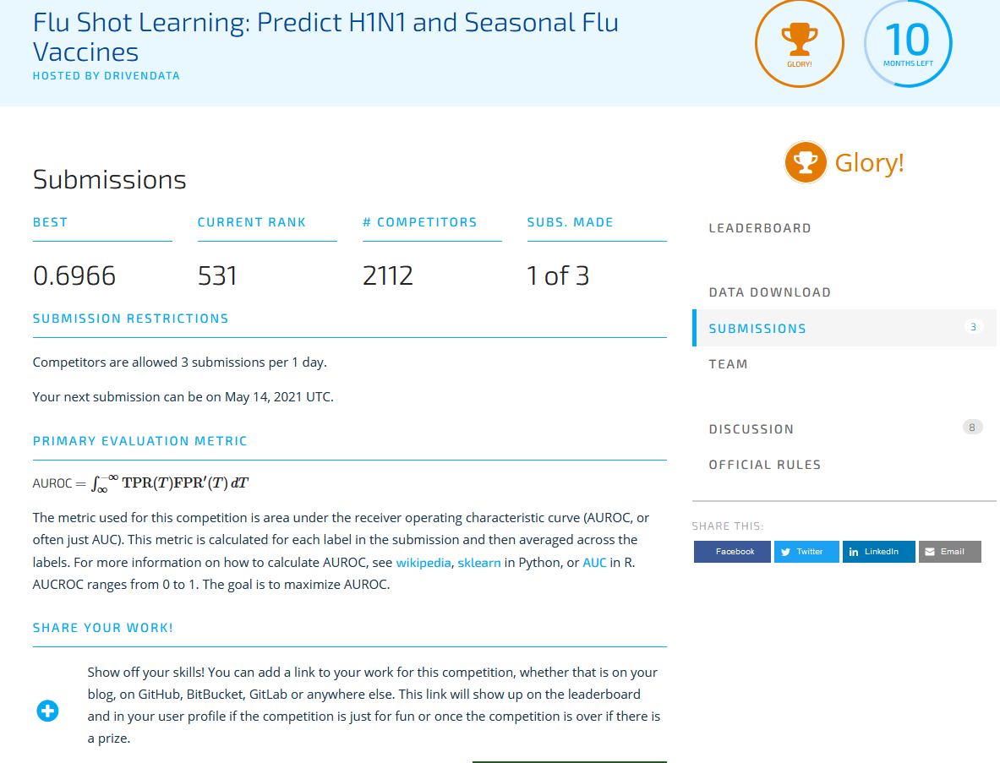 Flu Shot Learning: Predict H1N1 and Seasonal Flu
Vaccines
HOSTED BY DRIVENDATA
GLORY!
10
MONTHS LEFT
Glory!
Submissions
BEST
CURRENT RANK
# COMPETITORS
SUBS. MADE
0.6966
531
2112
1 of 3
SUBMISSION RESTRICTIONS
Competitors are allowed 3 submissions per 1 day.
Your next submission can be on May 14, 2021 UTC.
PRIMARY EVALUATION METRIC
AUROC = ∫∞−∞ TPR(T)FPR′(T) dT
The metric used for this competition is area under the receiver operating characteristic curve (AUROC, or
often just AUC). This metric is calculated for each label in the submission and then averaged across the
labels. For more information on how to calculate AUROC, see wikipedia, sklearn in Python, or AUC in R.
AUCROC ranges from 0 to 1. The goal is to maximize AUROC.
SHARE YOUR WORK!
Show off your skills! You can add a link to your work for this competition, whether that is on your
blog, on GitHub, BitBucket, GitLab or anywhere else. This link will show up on the leaderboard
and in your user profile if the competition is just for fun or once the competition is over if there is
a prize.
LEADERBOARD
DATA DOWNLOAD
SUBMISSIONS 3
TEAM
DISCUSSION 8
OFFICIAL RULES
SHARE THIS:
Facebook
Twitter
in LinkedIn
Email